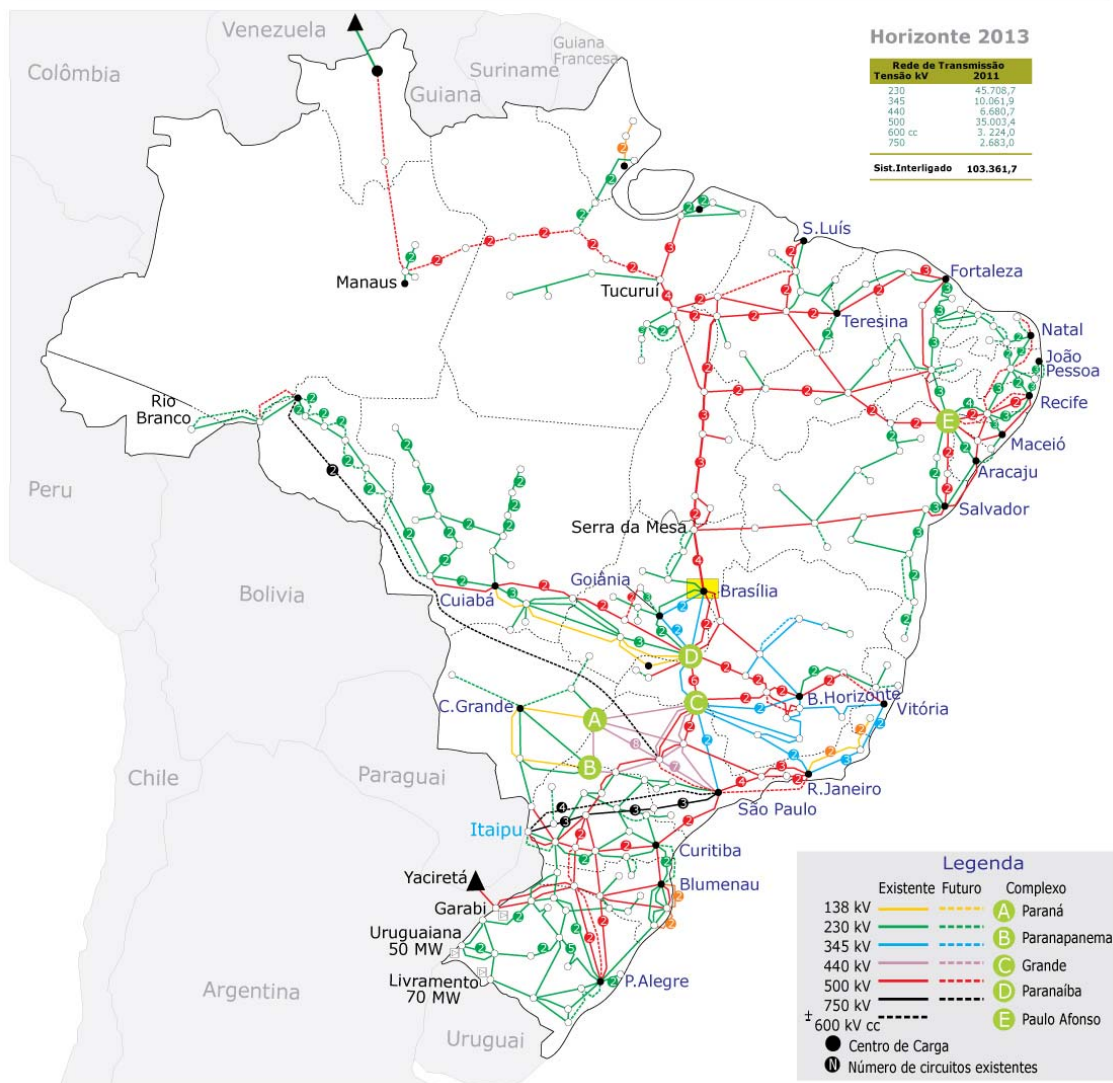 Venezuela
Guiana
Francesa
Suriname
Colômbia
Guiana
Horizonte 2013
Rede de Transmissão
Tensão kV 2011
230 45.708,7
345 10.061,9
440 6.680,7
500 35.003,4
600 cc 3. 224,0
750 2.683,0
Sist.Interligado 103.361,7
S.Luís
Manaus
Tucuruí
Fortaleza
Teresina
Natal
João
Pessoa
Rio
Branco
Recife
E
Maceió
Aracaju
Peru
Salvador
Serra da Mesa
Goiânia
Brasília
Cuiabá
Bolivia
D
C
B.Horizonte
Vitória
C.Grande
A
B
Chile
Paraguai
R.Janeiro
São Paulo
Itaipu
Curitiba
Yaciretá
Blumenau
Garabi
Uruguaiana
50 MW
Livramento
70 MW
P.Alegre
Argentina
Uruguai
Legenda
Existente Futuro Complexo
138 kV A Paraná
230 kV B Paranapanema
345 kV
440 kV C Grande
500 kV D Paranaíba
750 kV
± 600 kV cc E Paulo Afonso
Centro de Carga
N Número de circuitos existentes